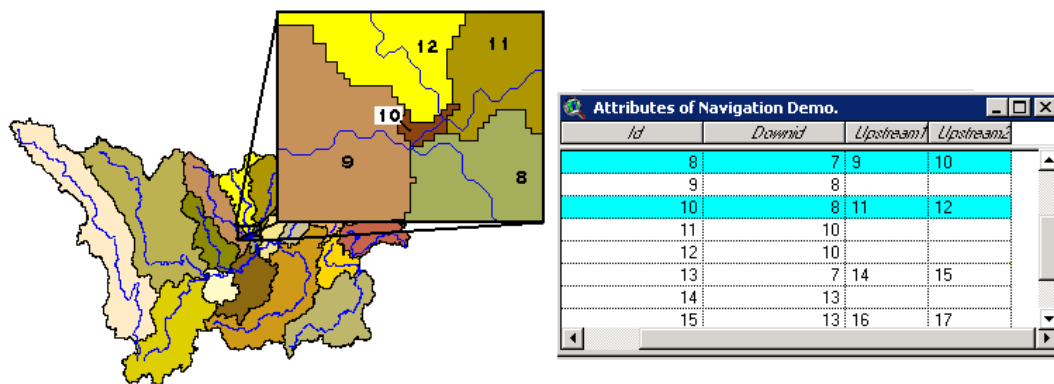 12
11
10
9
8
Attributes of Navigation Demo.
Id Downid Upstream1 Upstream2
8 7 9 10
9 8
10 8 11 12
11 10
12 10
13 7 14 15
14 13
15 13 16 17